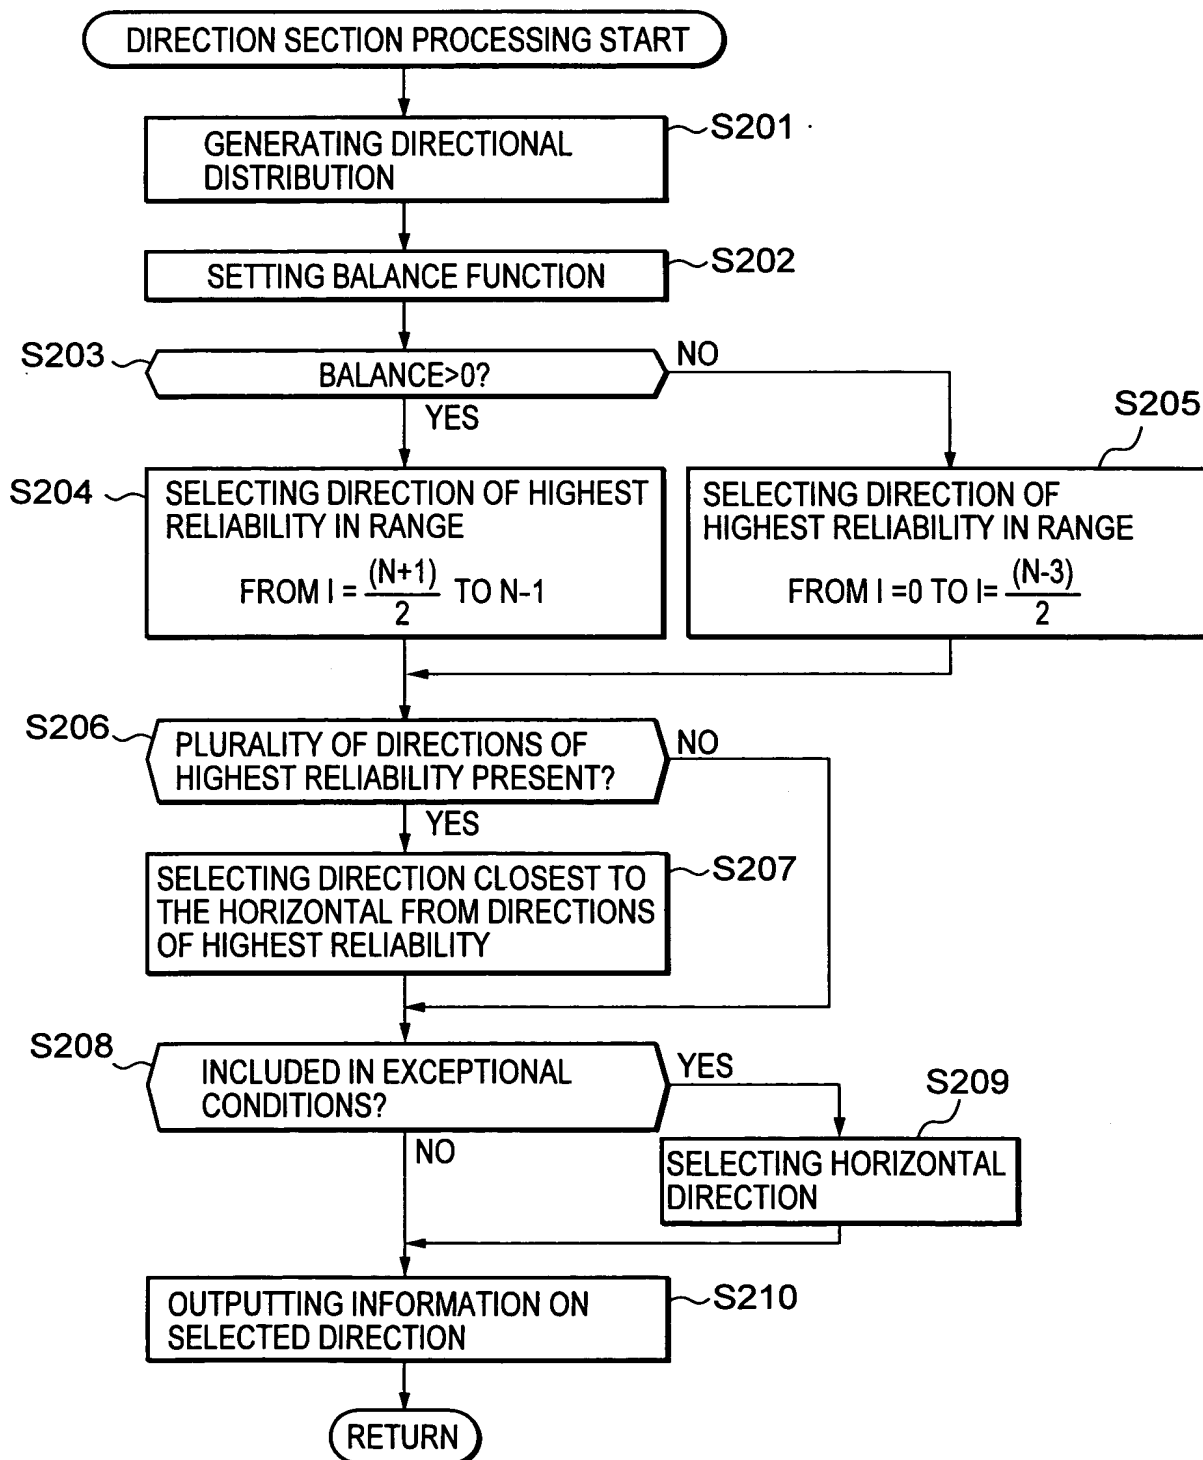 DIRECTION SECTION PROCESSING START
GENERATING DIRECTIONAL
DISTRIBUTION
S201
SETTING BALANCE FUNCTION
S202
S203
BALANCE>0?
NO
YES
S204
SELECTING DIRECTION OF HIGHEST
RELIABILITY IN RANGE
FROM I = (N+1)/2 TO N-1
S205
SELECTING DIRECTION OF
HIGHEST RELIABILITY IN RANGE
FROM I =0 TO I= (N-3)/2
S206
PLURALITY OF DIRECTIONS OF
HIGHEST RELIABILITY PRESENT?
NO
YES
S207
SELECTING DIRECTION CLOSEST TO
THE HORIZONTAL FROM DIRECTIONS
OF HIGHEST RELIABILITY
S208
INCLUDED IN EXCEPTIONAL
CONDITIONS?
YES
NO
S209
SELECTING HORIZONTAL
DIRECTION
OUTPUTTING INFORMATION ON
SELECTED DIRECTION
S210
RETURN